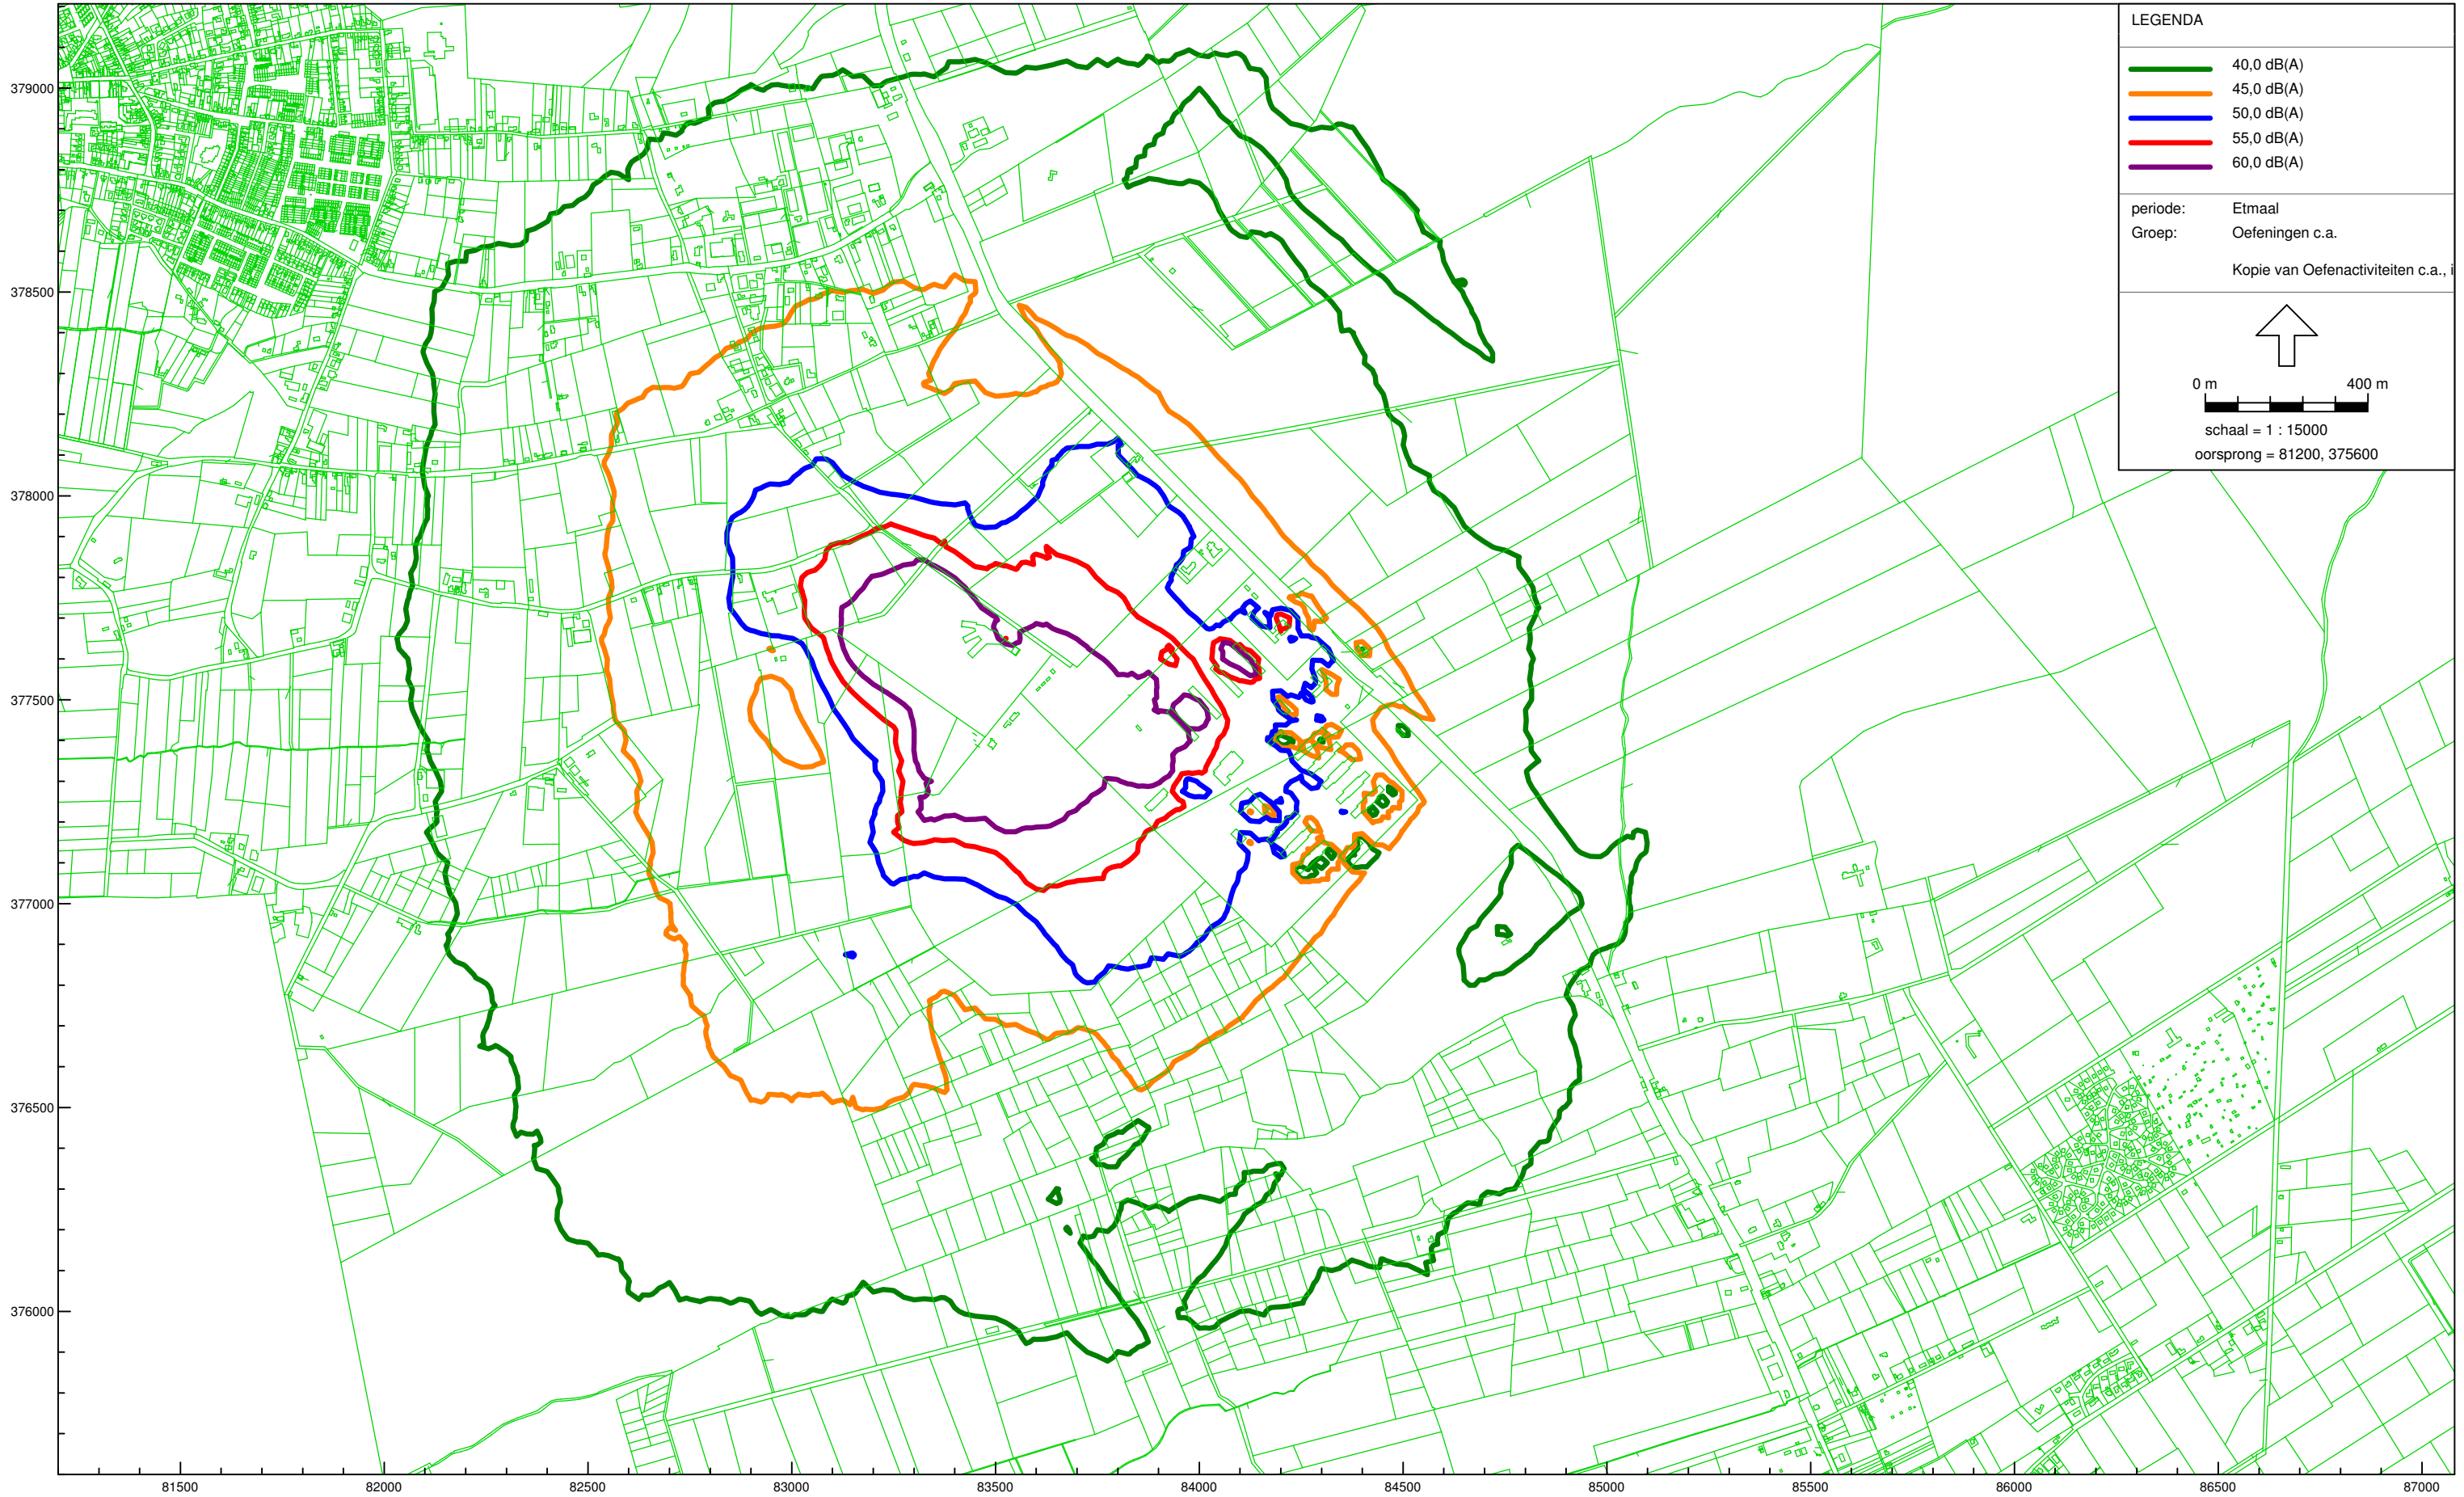 LEGENDA
40,0 dB(A)
45,0 dB(A)
50,0 dB(A)
55,0 dB(A)
60,0 dB(A)
periode: Etmaal
Groep: Oefeningen c.a.
Kopie van Oefenactiviteiten c.a., i
0 m 400 m
schaal = 1 : 15000
oorsprong = 81200, 375600
379000
378500
378000
377500
377000
376500
376000
81500 82000 82500 83000 83500 84000 84500 85000 85500 86000 86500 87000